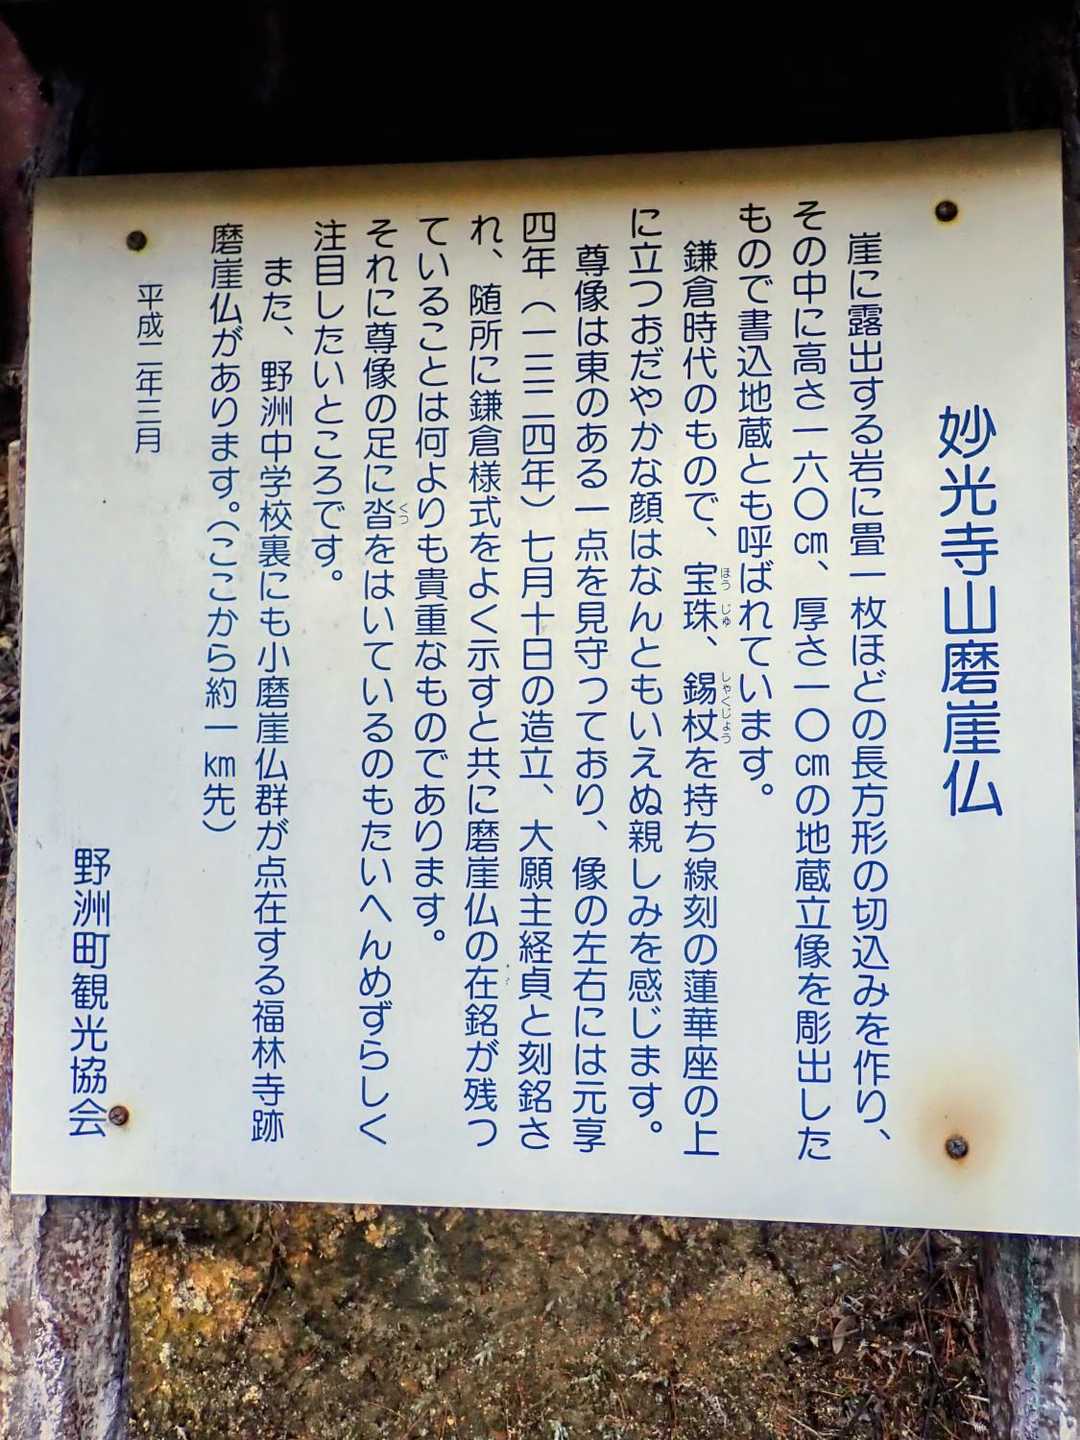 妙光寺山磨崖仏
崖に露出する岩に畳一枚ほどの長方形の切込みを作り、
その中に高さ一六〇㎝、厚さ一〇㎝の地蔵立像を彫出した
もので書込地蔵とも呼ばれています。
鎌倉時代のもので、宝珠、錫杖を持ち線刻の蓮華座の上
ほうじゅ
しゃくじょう
に立つおだやかな顔はなんともいえぬ親しみを感じます。
尊像は東のある一点を見守つており、像の左右には元享
四年（一三二四年）七月十日の造立、大願主経貞と刻銘さ
れ、随所に鎌倉様式をよく示すと共に磨崖仏の在銘が残つ
ていることは何よりも貴重なものであります。
それに尊像の足に沓をはいているのもたいへんめずらしく
くつ
注目したいところです。
また、野洲中学校裏にも小磨崖仏群が点在する福林寺跡
磨崖仏があります。（ここから約一㎞先）
平成二年三月
野洲町観光協会